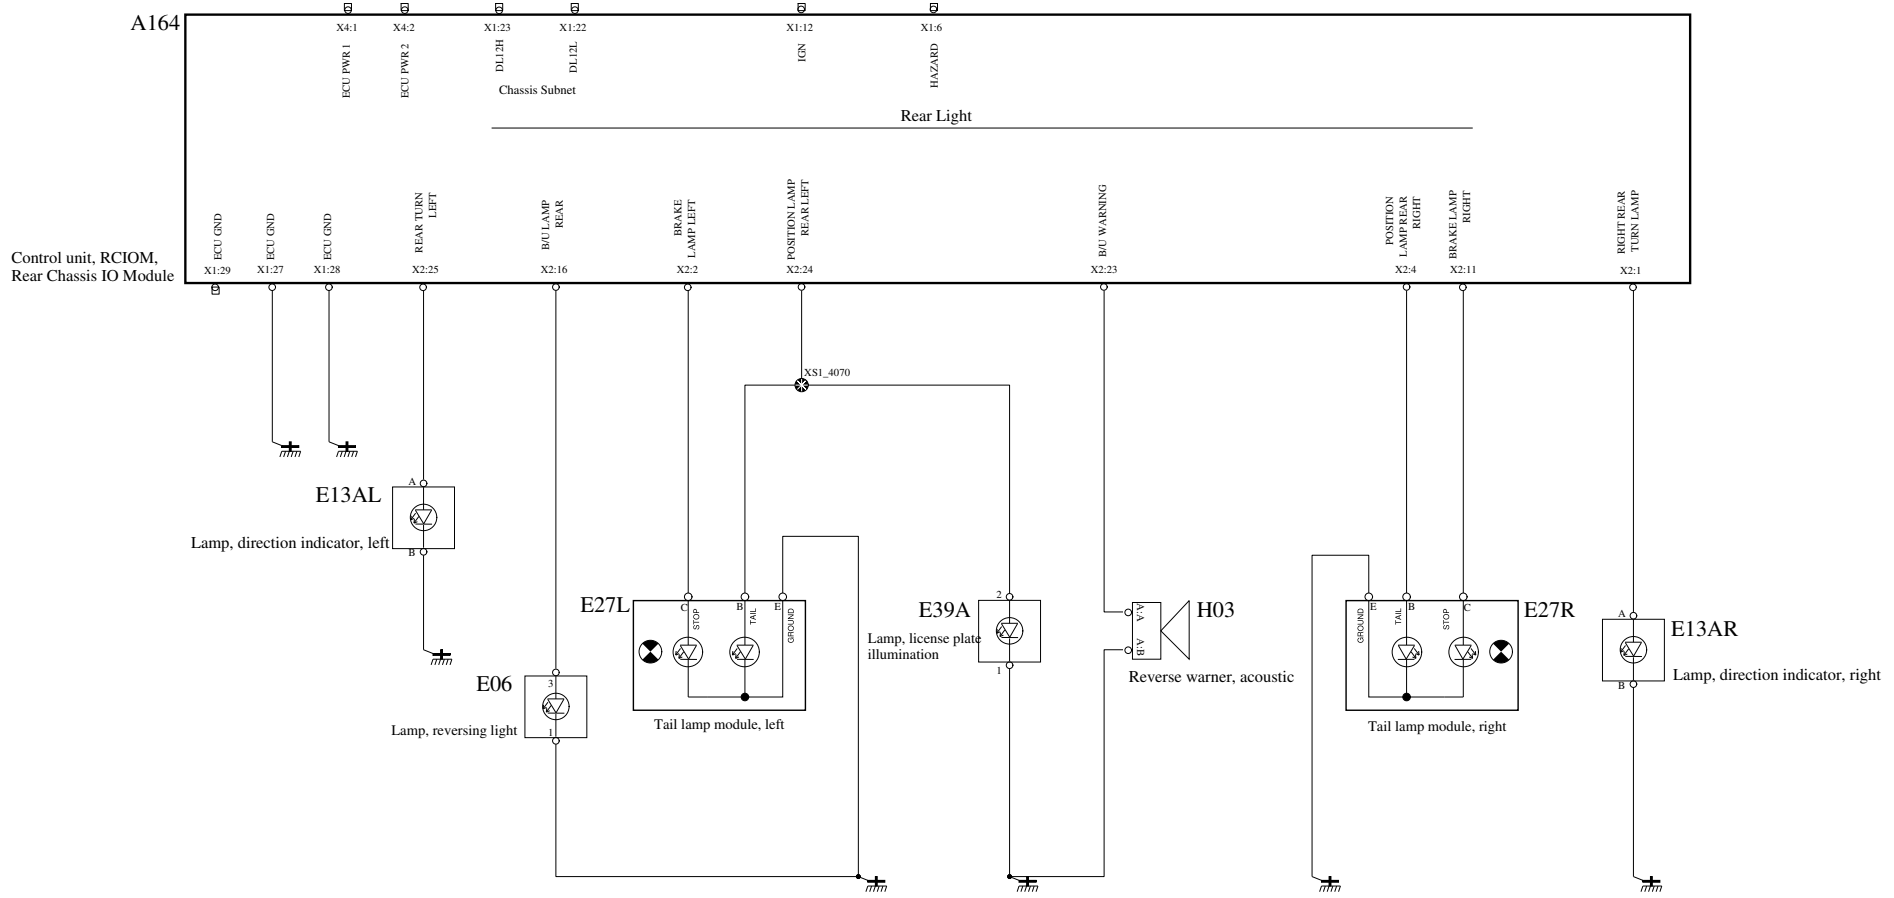 A164
X4:1
X4:2
X1:23
X1:22
X1:12
X1:6
ECU PWR 1
ECU PWR 2
DL12H
DL12L
IGN
HAZARD
Chassis Subnet
Rear Light
ECU GND
ECU GND
ECU GND
REAR TURN
LEFT
B/U LAMP
REAR
BRAKE
LAMP LEFT
POSITION LAMP
REAR LEFT
B/U WARNING
POSITION
LAMP REAR
RIGHT
BRAKE LAMP
RIGHT
RIGHT REAR
TURN LAMP
Control unit, RCIOM,
Rear Chassis IO Module
X1:29
X1:27
X1:28
X2:25
X2:16
X2:2
X2:24
X2:23
X2:4
X2:11
X2:1
XS1_4070
E13AL
A
B
Lamp, direction indicator, left
E06
3
1
Lamp, reversing light
E27L
C
B
E
STOP
TAIL
GROUND
Tail lamp module, left
E39A
2
1
Lamp, license plate
illumination
A:A
A:B
H03
Reverse warner, acoustic
E
B
C
GROUND
TAIL
STOP
E27R
Tail lamp module, right
A
B
E13AR
Lamp, direction indicator, right